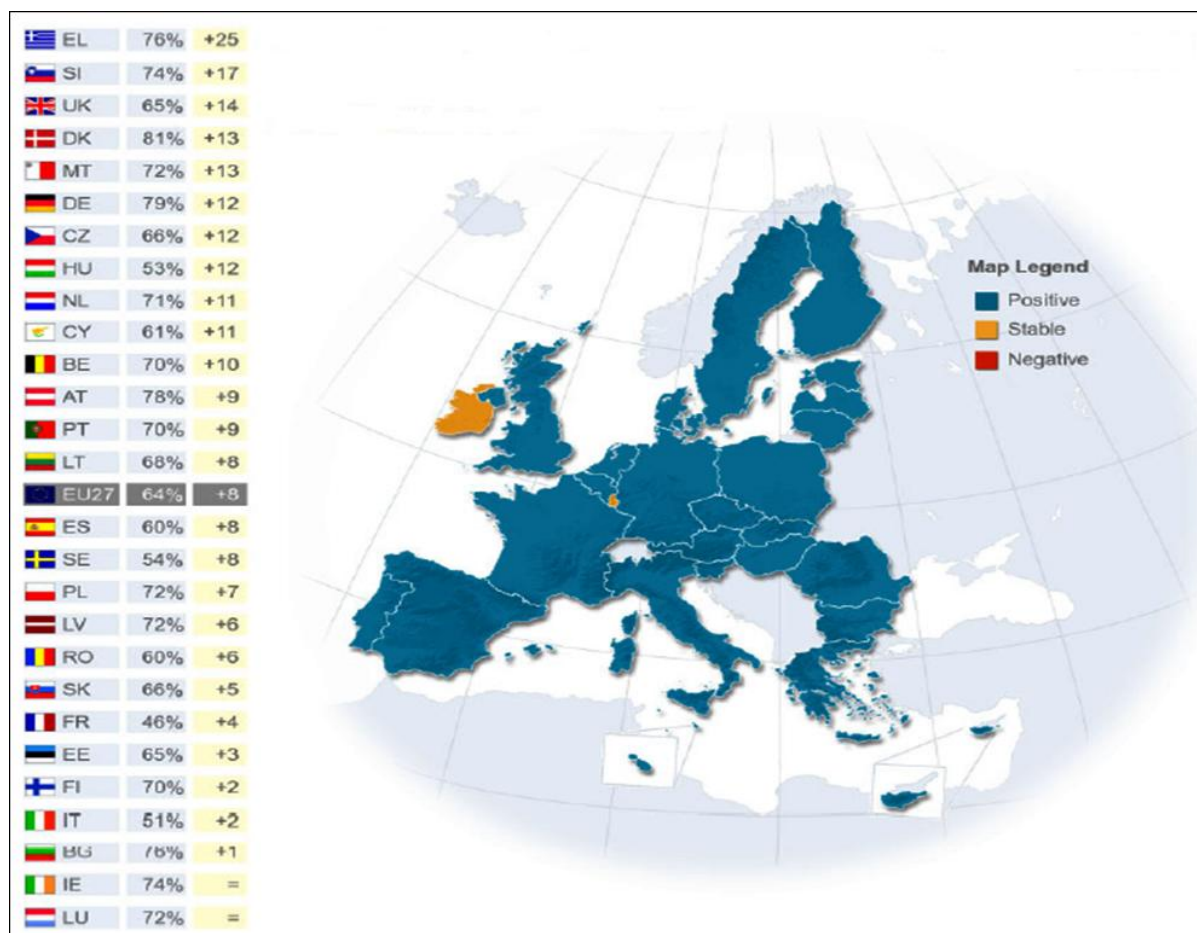 EL 76% +25
SI 74% +17
UK 65% +14
DK 81% +13
MT 72% +13
DE 79% +12
CZ 66% +12
HU 53% +12
NL 71% +11
CY 61% +11
BE 70% +10
AT 78% +9
PT 70% +9
LT 68% +8
EU27 64% +8
ES 60% +8
SE 54% +8
PL 72% +7
LV 72% +6
RO 60% +6
SK 66% +5
FR 46% +4
EE 65% +3
FI 70% +2
IT 51% +2
BG 76% +1
IE 74% =
LU 72% =
Map Legend
Positive
Stable
Negative